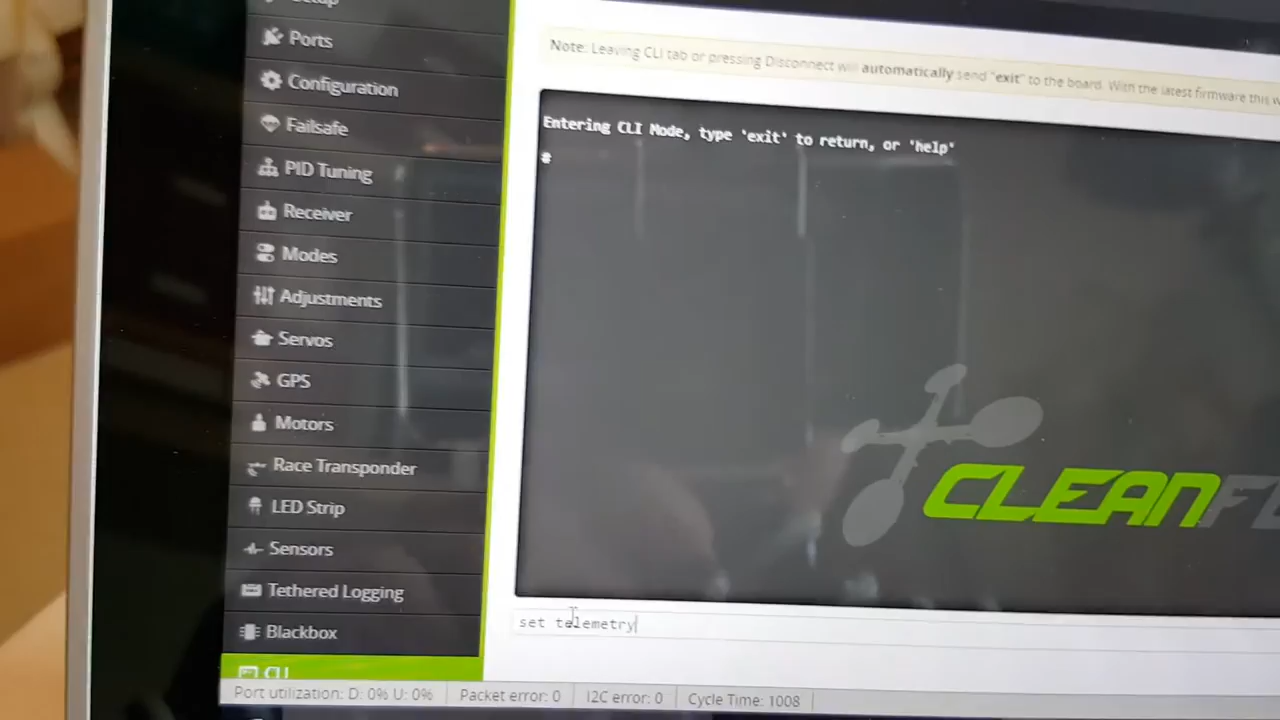 Setup
Ports
Configuration
Failsafe
PID Tuning
Receiver
Modes
Adjustments
Servos
GPS
Motors
Race Transponder
LED Strip
Sensors
Tethered Logging
Blackbox
CLI
Note: Leaving CLI tab or pressing Disconnect will automatically send "exit" to the board. With the latest firmware this
Entering CLI Mode, type 'exit' to return, or 'help'
#
CLEANFL
set telemetry
Port utilization: D: 0% U: 0% Packet error: 0 I2C error: 0 Cycle Time: 1008